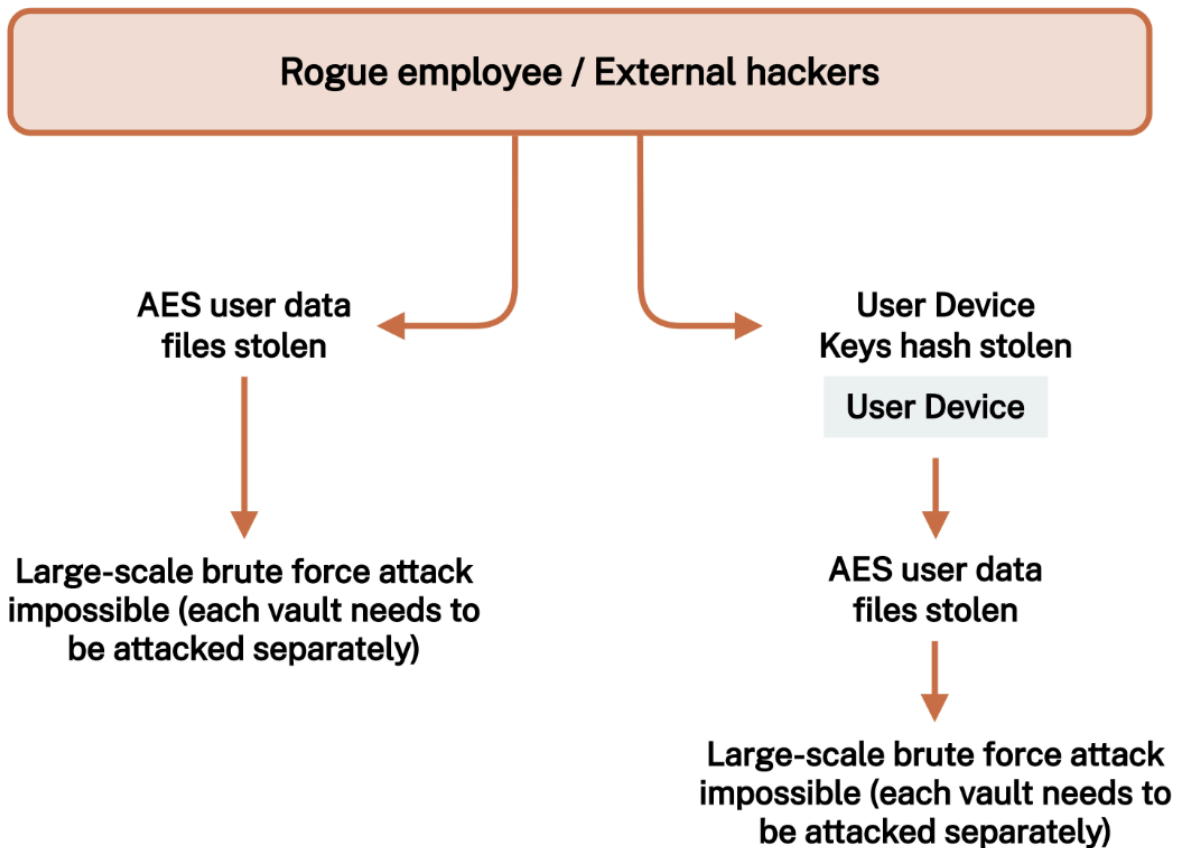 Rogue employee / External hackers
AES user data
files stolen
Large-scale brute force attack
impossible (each vault needs to
be attacked separately)
User Device
Keys hash stolen
User Device
AES user data
files stolen
Large-scale brute force attack
impossible (each vault needs to
be attacked separately)